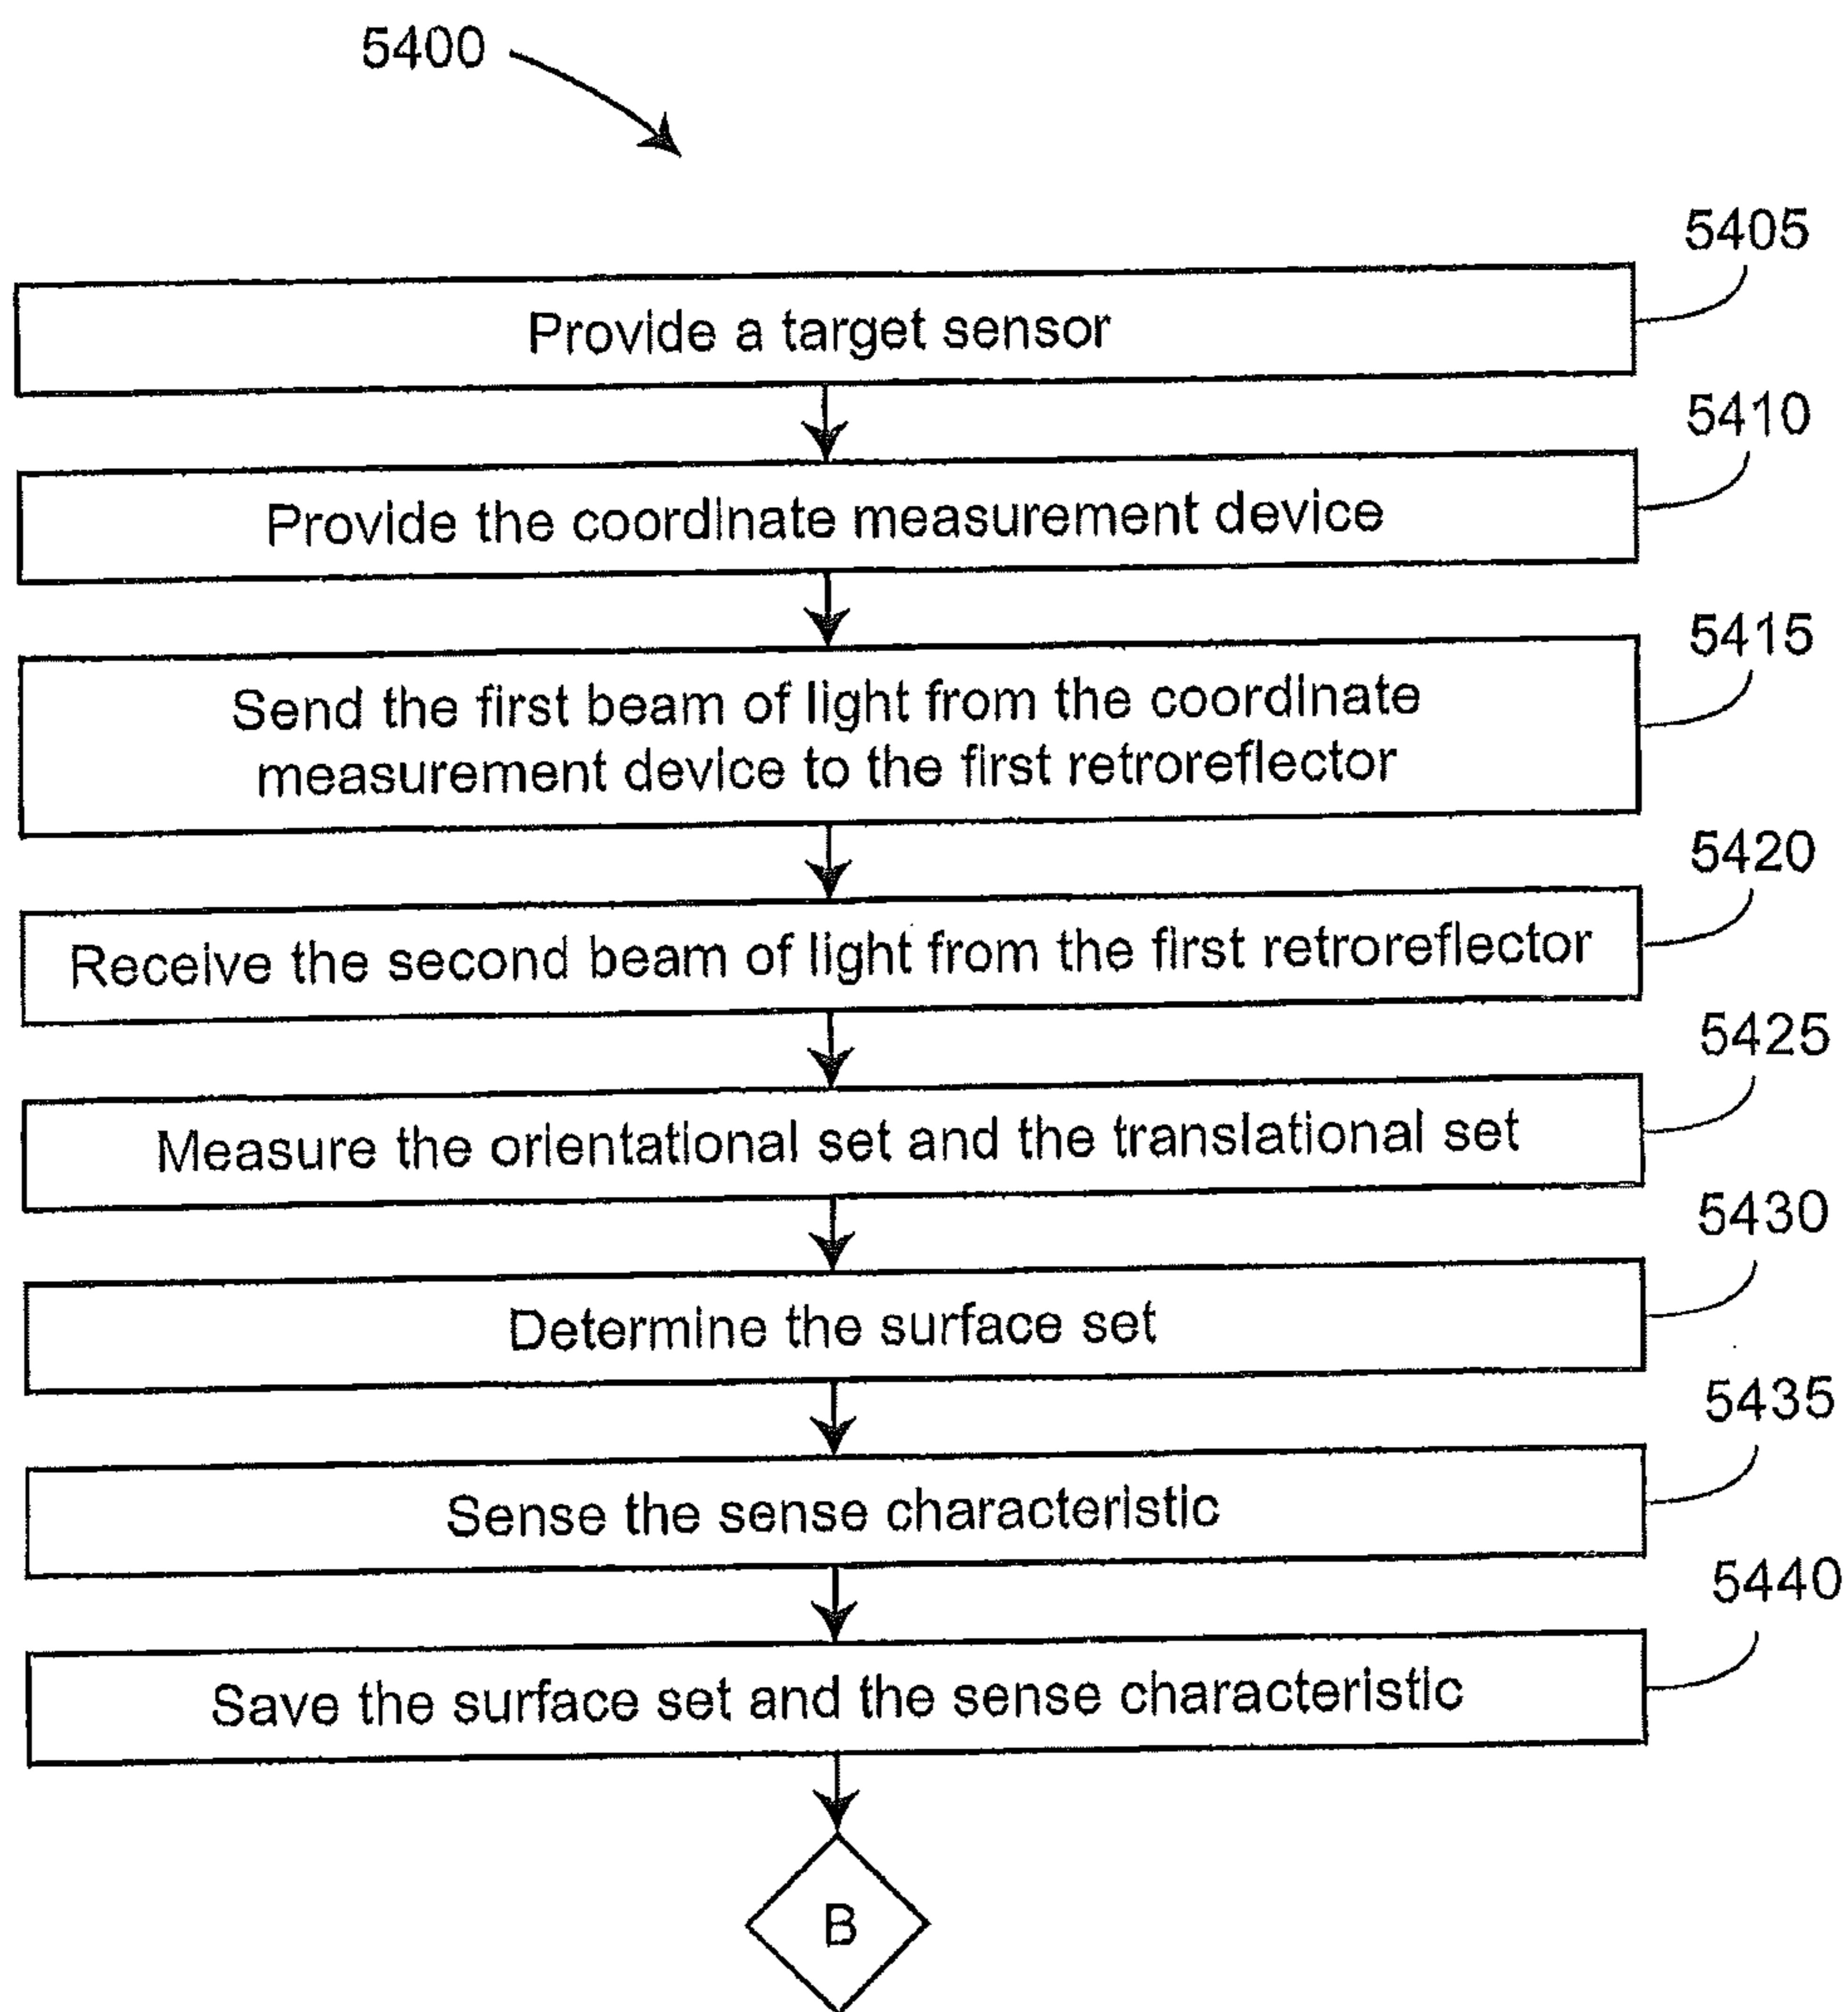 5400
5405
Provide a target sensor
5410
Provide the coordinate measurement device
5415
Send the first beam of light from the coordinate
measurement device to the first retroreflector
5420
Receive the second beam of light from the first retroreflector
5425
Measure the orientational set and the translational set
5430
Determine the surface set
5435
Sense the sense characteristic
5440
Save the surface set and the sense characteristic
B